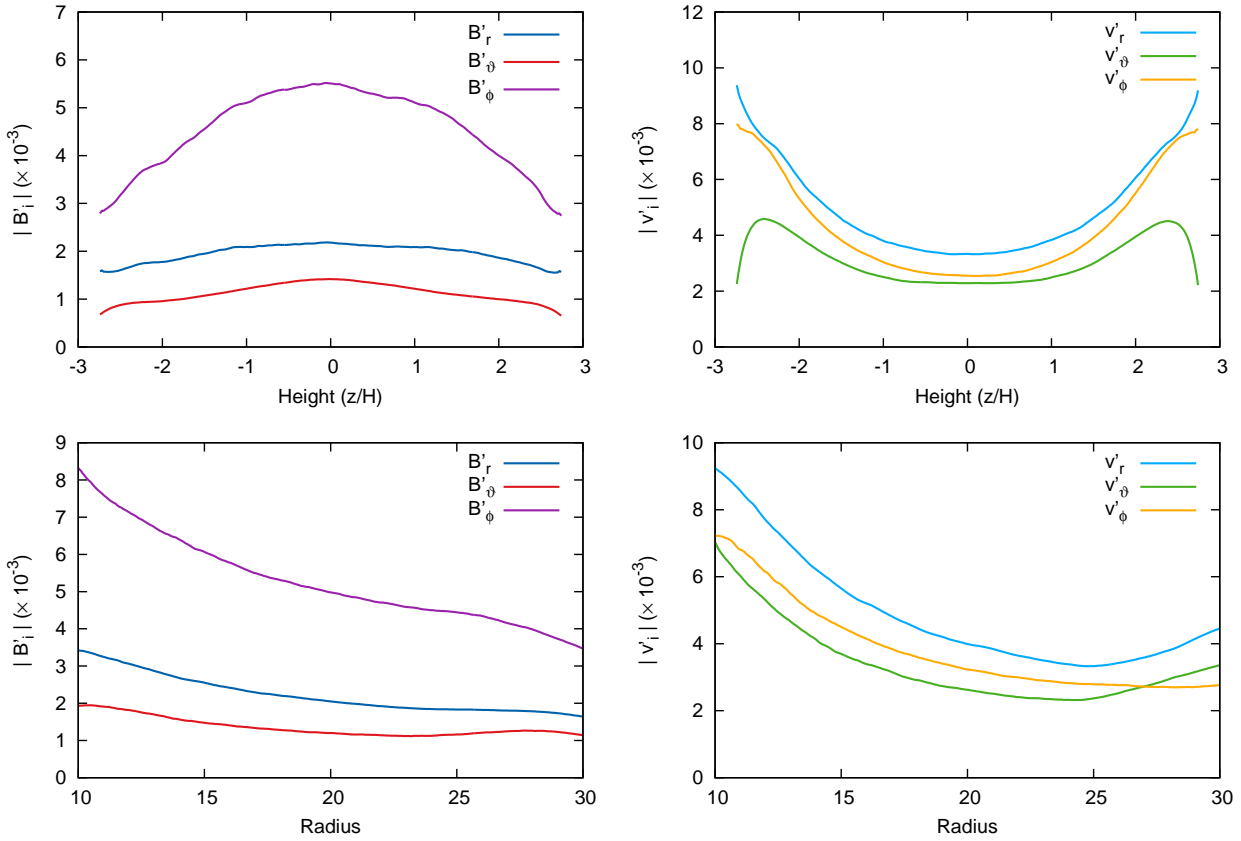 7
6
5
4
3
2
1
0
-3 -2 -1 0 1 2 3
| B'i | (× 10-3)
Height (z/H)
B'r
B'ϑ
B'ϕ
12
10
8
6
4
2
0
-3 -2 -1 0 1 2 3
| v'i | (× 10-3)
Height (z/H)
v'r
v'ϑ
v'ϕ
9
8
7
6
5
4
3
2
1
0
10 15 20 25 30
| B'i | (× 10-3)
Radius
B'r
B'ϑ
B'ϕ
10
8
6
4
2
0
10 15 20 25 30
| v'i | (× 10-3)
Radius
v'r
v'ϑ
v'ϕ